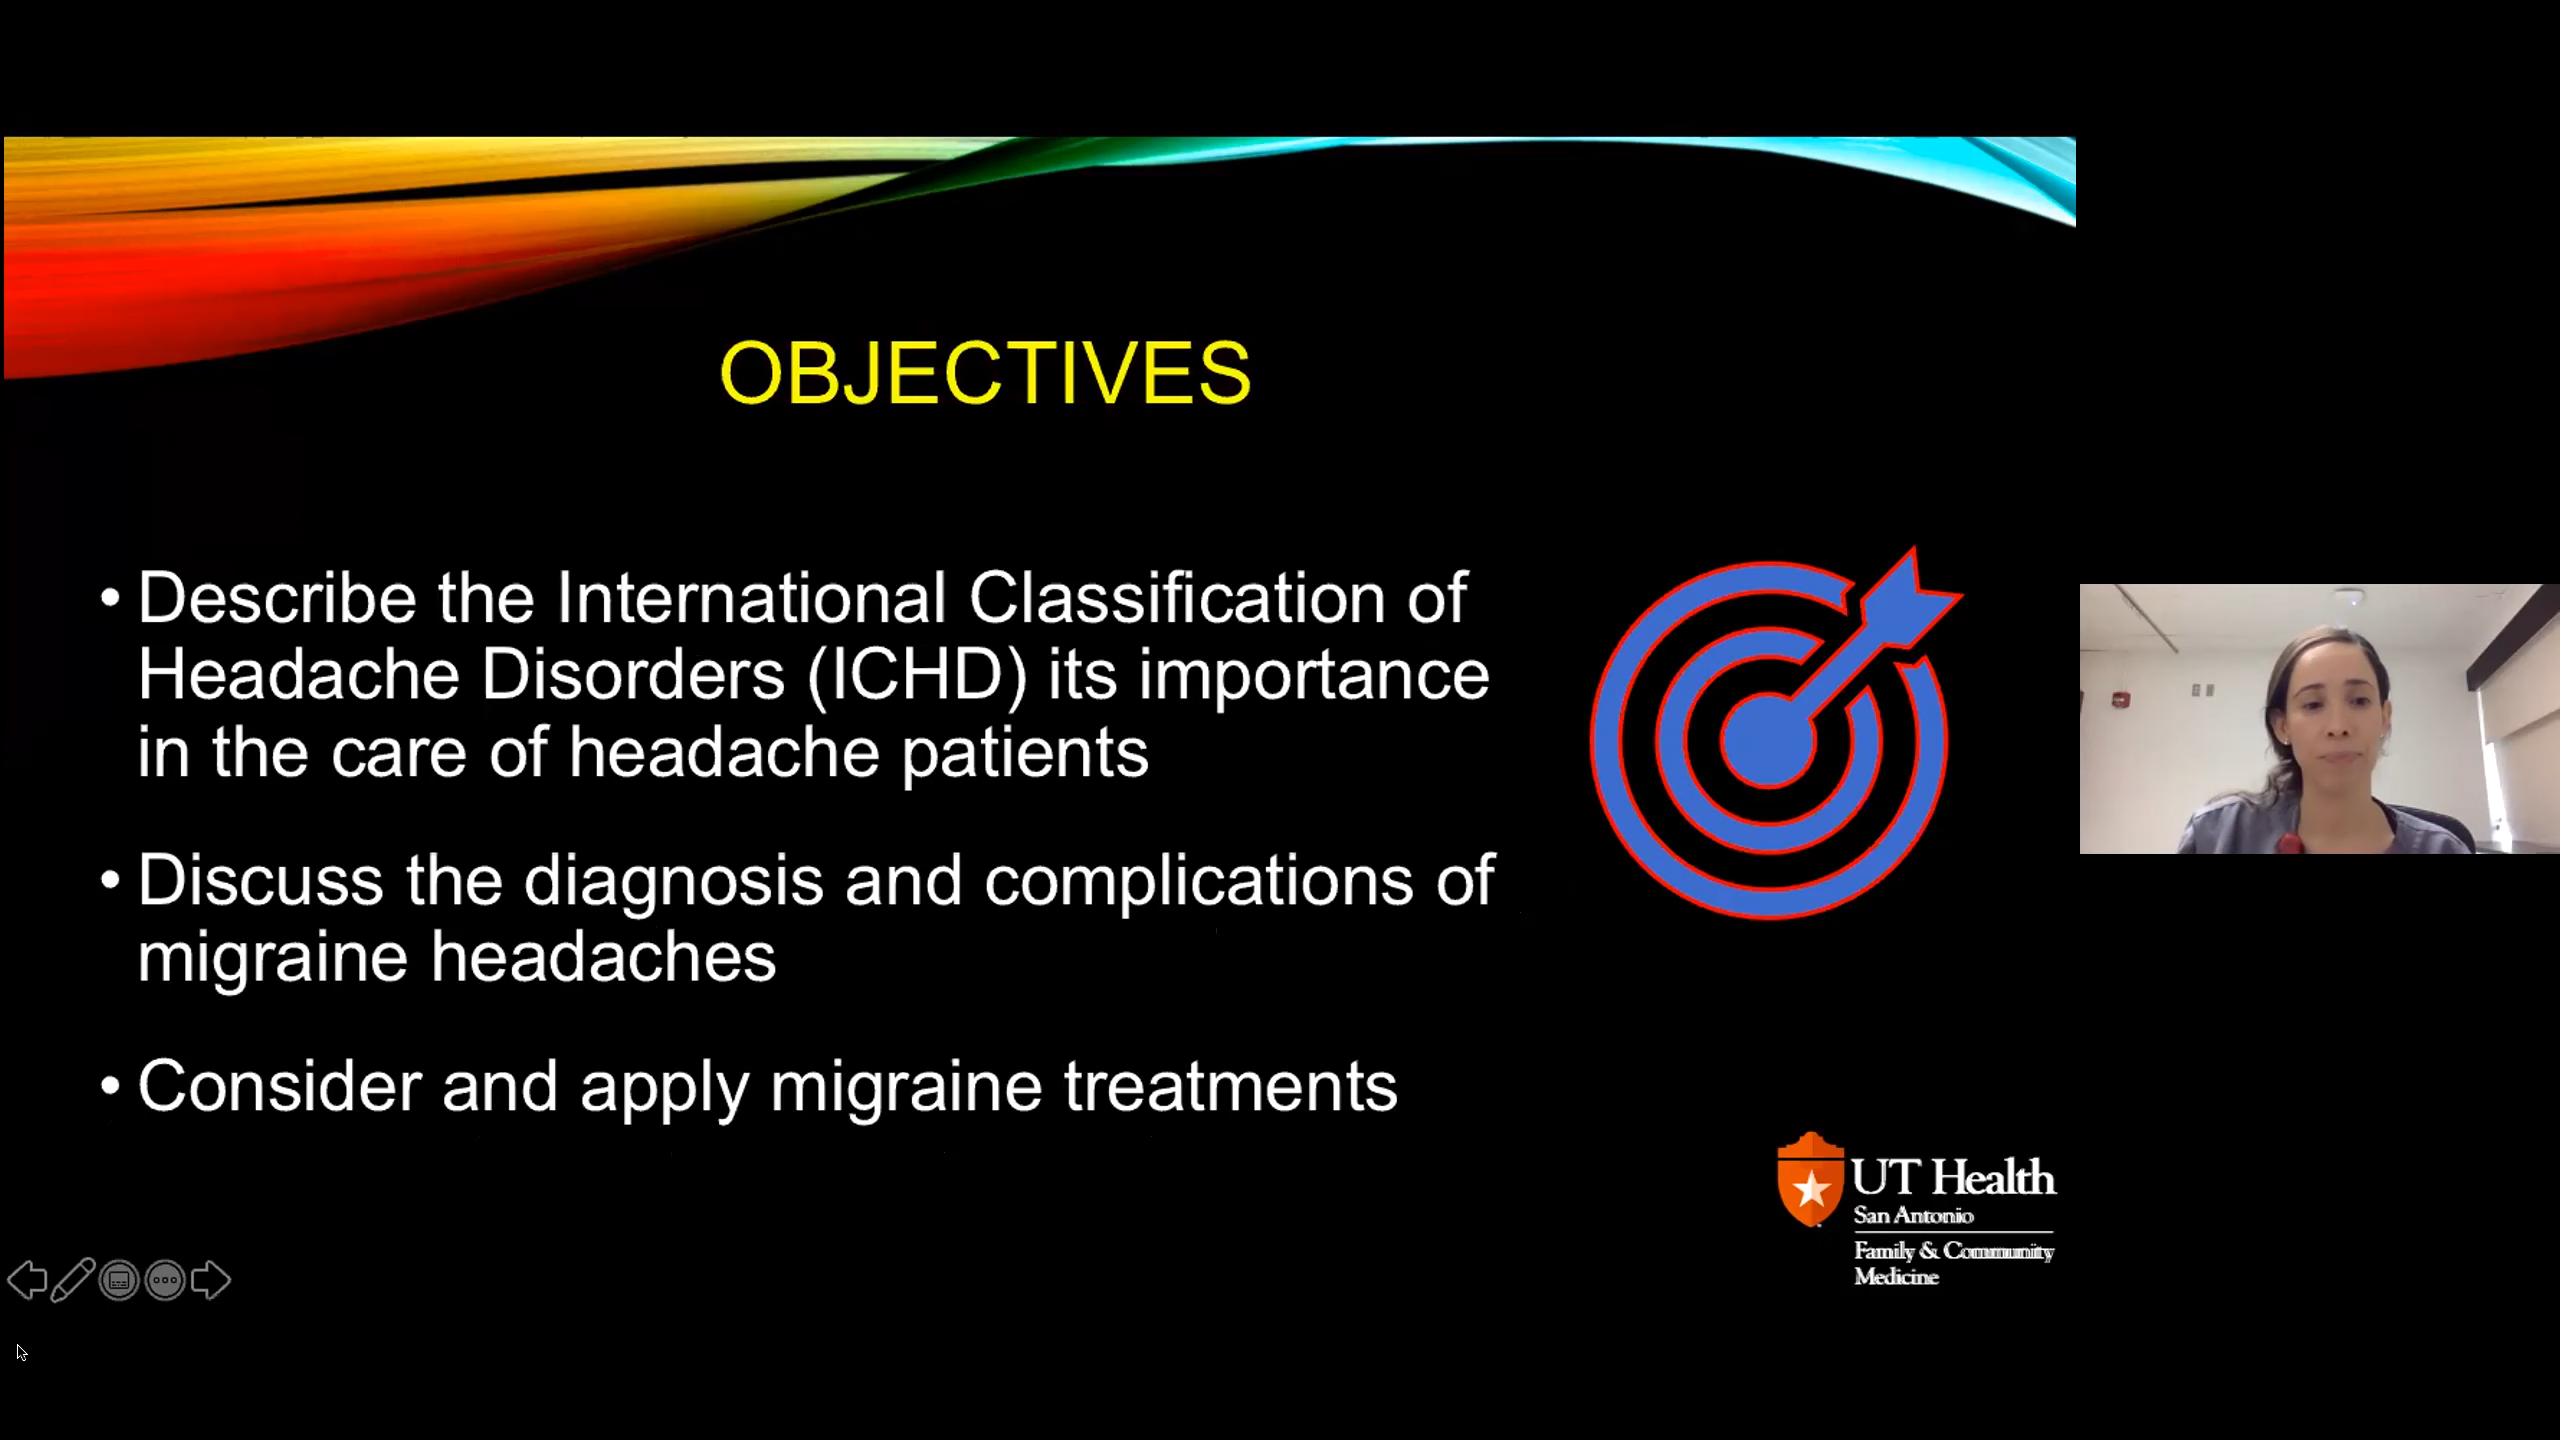 OBJECTIVES
• Describe the International Classification of
Headache Disorders (ICHD) its importance
in the care of headache patients
• Discuss the diagnosis and complications of
migraine headaches
• Consider and apply migraine treatments
UT Health
San Antonio
Family & Community
Medicine